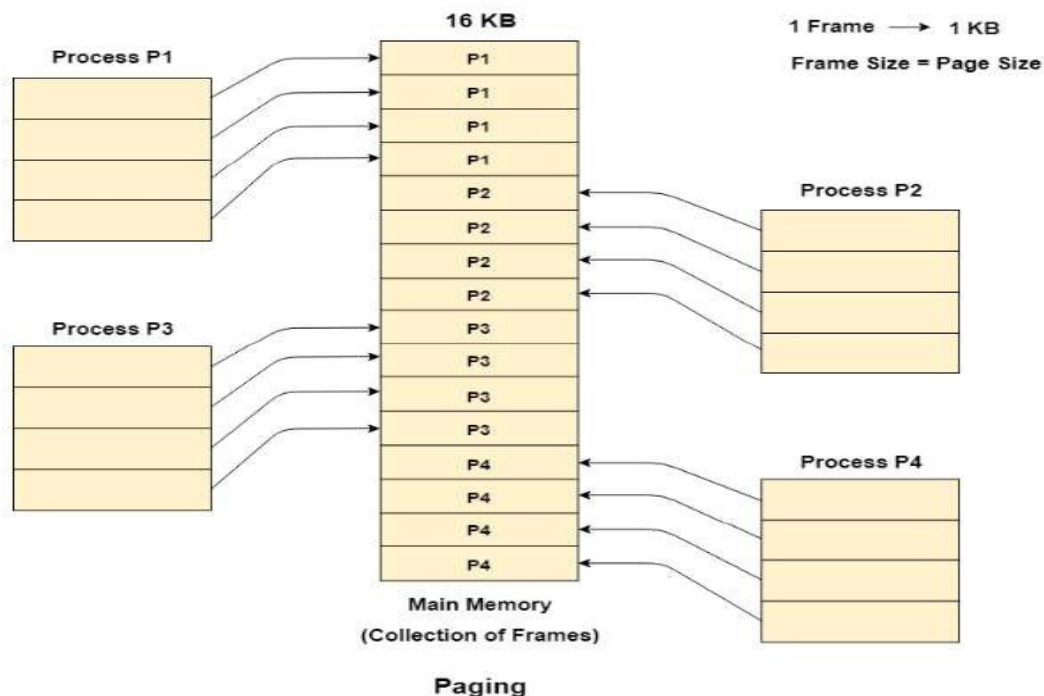 16 KB
1 Frame → 1 KB
Frame Size = Page Size
Process P1
P1
P1
P1
P1
P2
P2
P2
P2
P3
P3
P3
P3
P4
P4
P4
P4
Process P2
Process P3
Process P4
Main Memory
(Collection of Frames)
Paging